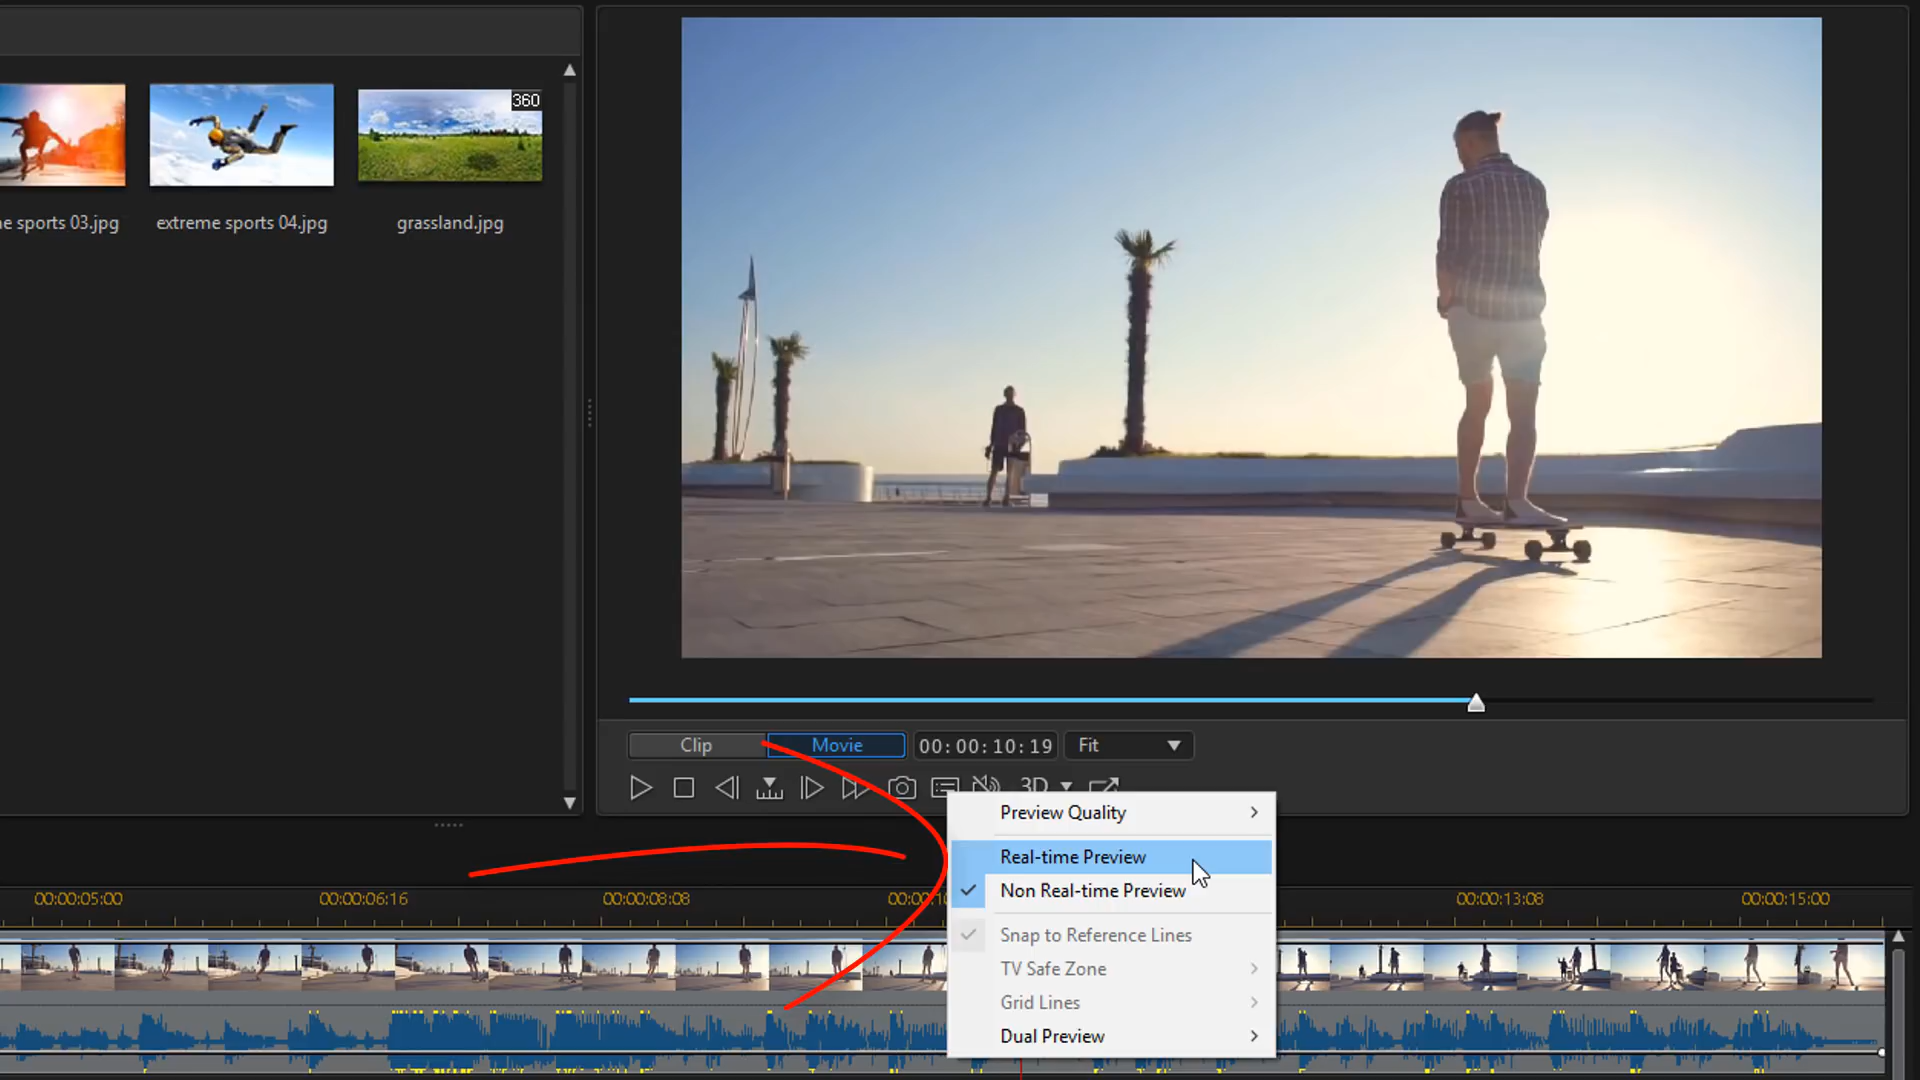 360
e sports 03.jpg
extreme sports 04.jpg
grassland.jpg
Clip
Movie
00:00:10:19
Fit
3D
Preview Quality
Real-time Preview
Non Real-time Preview
Snap to Reference Lines
TV Safe Zone
Grid Lines
Dual Preview
00:00:05:00
00:00:06:16
00:00:08:08
00:00:10
00:00:13:08
00:00:15:00